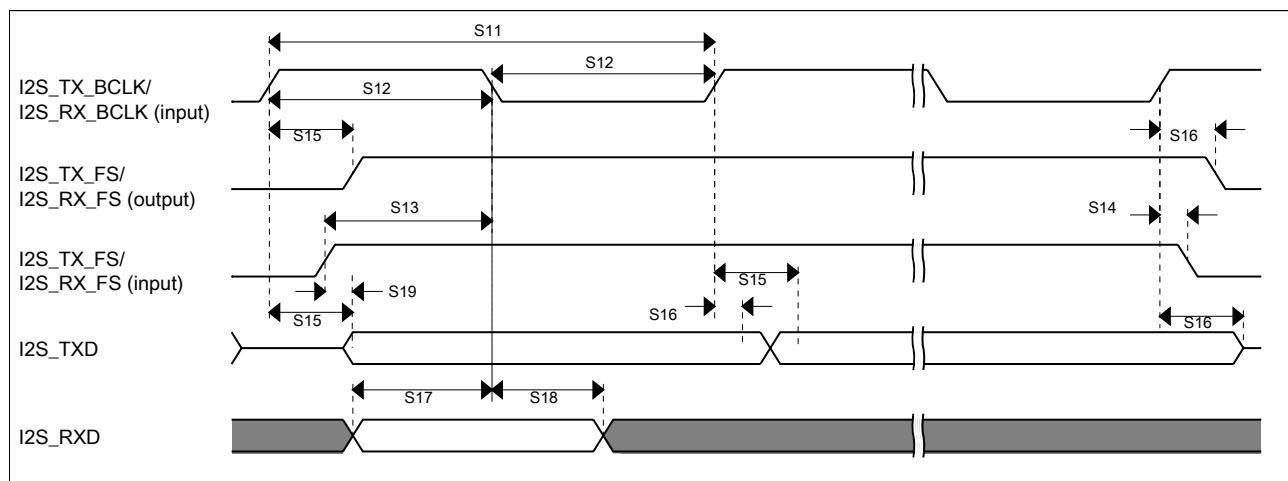 S11
I2S_TX_BCLK/
I2S_RX_BCLK (input)
S12
S12
S15
S16
I2S_TX_FS/
I2S_RX_FS (output)
S13
S14
I2S_TX_FS/
I2S_RX_FS (input)
S19
S15
S15
S16
S16
I2S_TXD
S17
S18
I2S_RXD